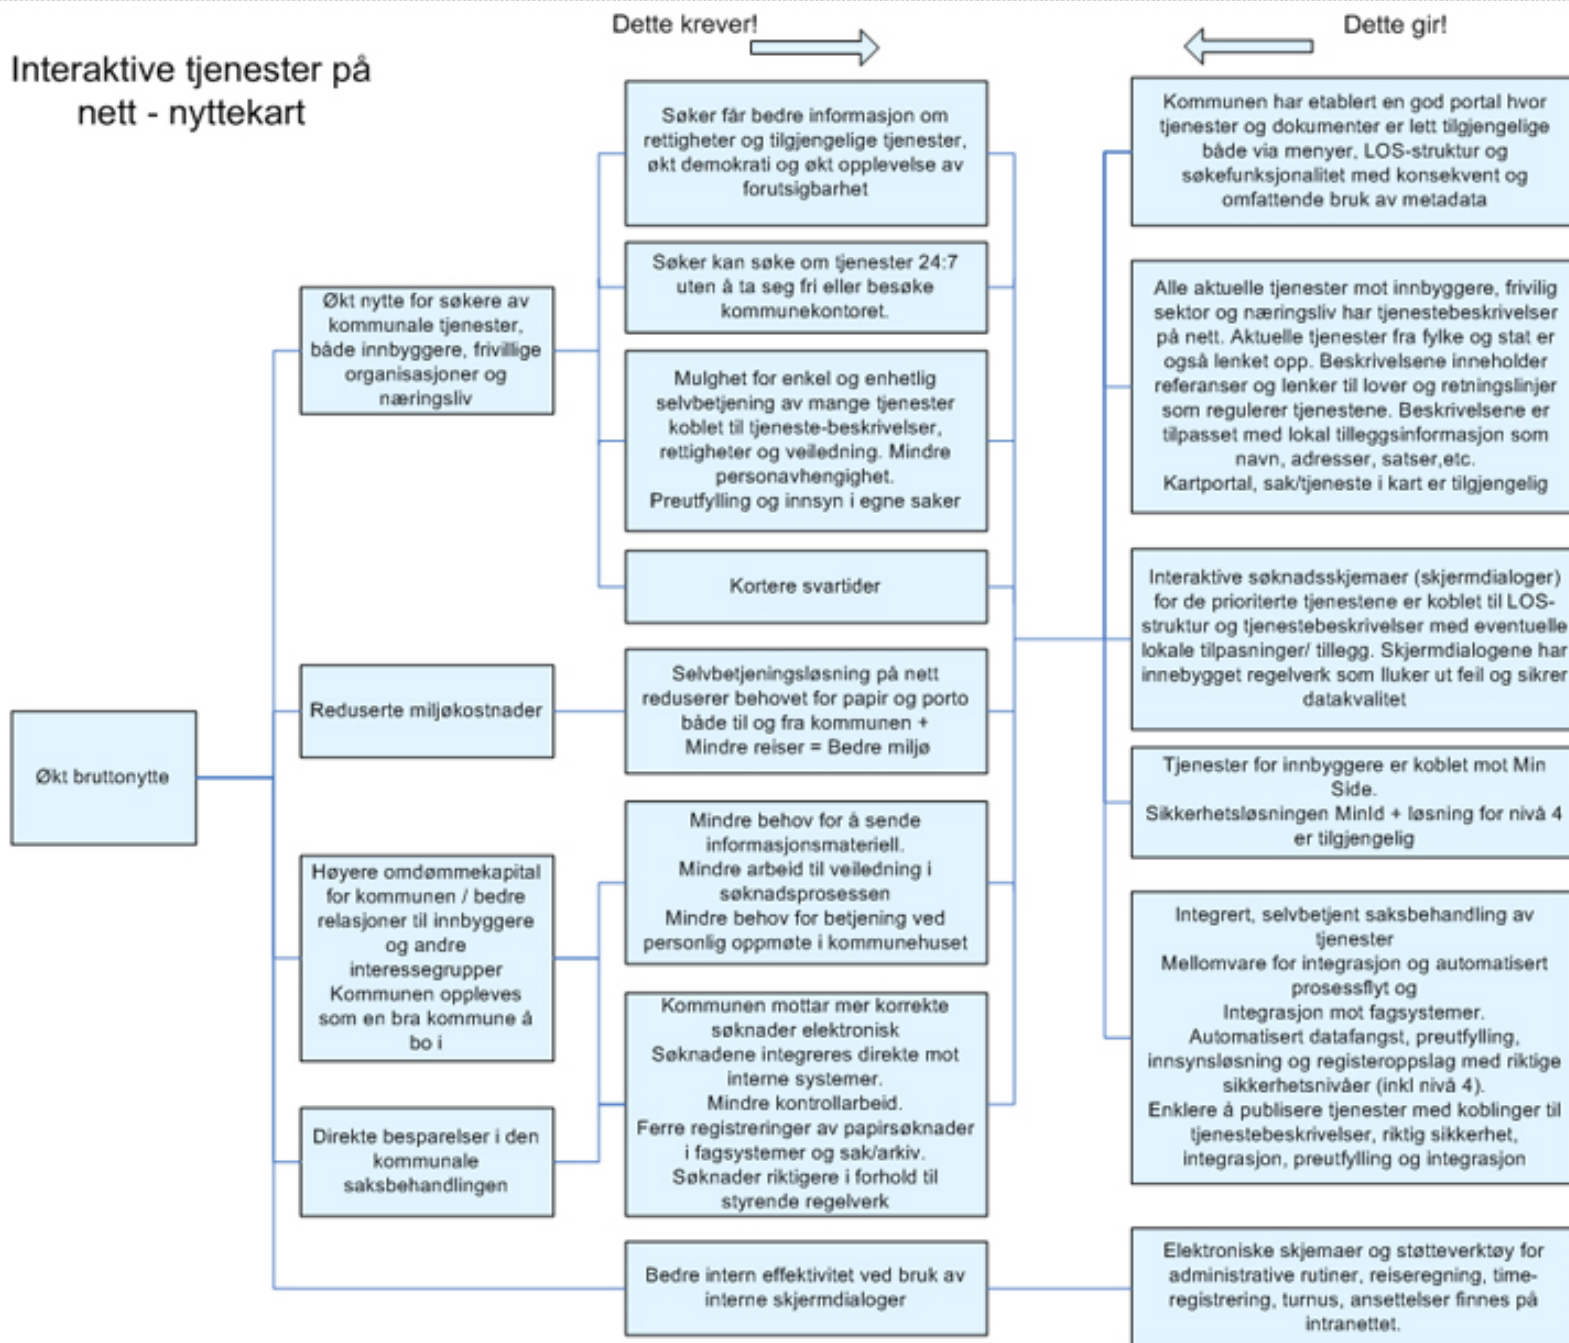 Dette krever!
Dette gir!
Interaktive tjenester på
nett - nyttekart
Økt bruttonytte
Økt nytte for søkere av
kommunale tjenester,
både innbyggere, frivillige
organisasjoner og
næringsliv
Reduserte miljøkostnader
Høyere omdømmekapital
for kommunen / bedre
relasjoner til innbyggere
og andre
interessegrupper
Kommunen oppleves
som en bra kommune å
bo i
Direkte besparelser i den
kommunale
saksbehandlingen
Søker får bedre informasjon om
rettigheter og tilgjengelige tjenester,
økt demokrati og økt opplevelse av
forutsigbarhet
Søker kan søke om tjenester 24:7
uten å ta seg fri eller besøke
kommunekontoret.
Mulghet for enkel og enhetlig
selvbetjening av mange tjenester
koblet til tjeneste-beskrivelser,
rettigheter og veiledning. Mindre
personavhengighet.
Preutfylling og innsyn i egne saker
Kortere svartider
Selvbetjeningsløsning på nett
reduserer behovet for papir og porto
både til og fra kommunen +
Mindre reiser = Bedre miljø
Mindre behov for å sende
informasjonsmateriell.
Mindre arbeid til veiledning i
søknadsprosessen
Mindre behov for betjening ved
personlig oppmøte i kommunehuset
Kommunen mottar mer korrekte
søknader elektronisk
Søknadene integreres direkte mot
interne systemer.
Mindre kontrollarbeid.
Ferre registreringer av papirsøknader
i fagsystemer og sak/arkiv.
Søknader riktigere i forhold til
styrende regelverk
Bedre intern effektivitet ved bruk av
interne skjermdialoger
Kommunen har etablert en god portal hvor
tjenester og dokumenter er lett tilgjengelige
både via menyer, LOS-struktur og
søkefunksjonalitet med konsekvent og
omfattende bruk av metadata
Alle aktuelle tjenester mot innbyggere, frivilig
sektor og næringsliv har tjenestebeskrivelser
på nett. Aktuelle tjenester fra fylke og stat er
også lenket opp. Beskrivelsene inneholder
referanser og lenker til lover og retningslinjer
som regulerer tjenestene. Beskrivelsene er
tilpasset med lokal tilleggsinformasjon som
navn, adresser, satser,etc.
Kartportal, sak/tjeneste i kart er tilgjengelig
Interaktive søknadsskjemaer (skjermdialoger)
for de prioriterte tjenestene er koblet til LOS-
struktur og tjenestebeskrivelser med eventuelle
lokale tilpasninger/ tillegg. Skjermdialogene har
innebygget regelverk som lluker ut feil og sikrer
datakvalitet
Tjenester for innbyggere er koblet mot Min
Side.
Sikkerhetsløsningen MinId + løsning for nivå 4
er tilgjengelig
Integrert, selvbetjent saksbehandling av
tjenester
Mellomvare for integrasjon og automatisert
prosessflyt og
Integrasjon mot fagsystemer.
Automatisert datafangst, preutfylling,
innsynsløsning og registeroppslag med riktige
sikkerhetsnivåer (inkl nivå 4).
Enklere å publisere tjenester med koblinger til
tjenestebeskrivelser, riktig sikkerhet,
integrasjon, preutfylling og integrasjon
Elektroniske skjemaer og støtteverktøy for
administrative rutiner, reiseregning, time-
registrering, turnus, ansettelser finnes på
intranettet.